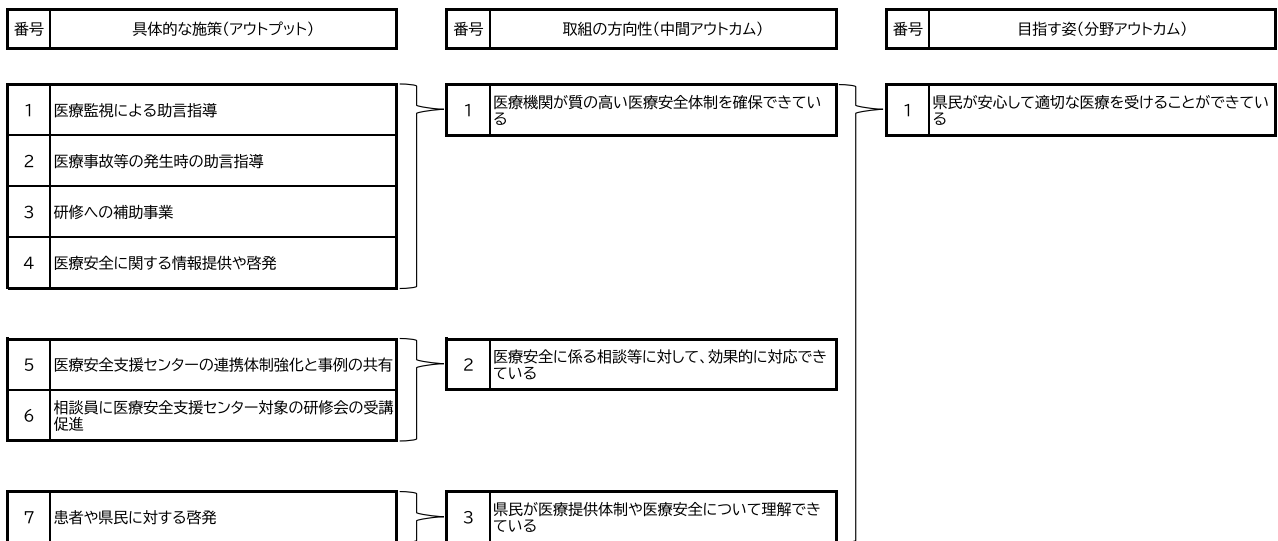 番号 具体的な施策(アウトプット) 番号 取組の方向性(中間アウトカム) 番号 目指す姿(分野アウトカム)
1 医療監視による助言指導
2 医療事故等の発生時の助言指導
3 研修への補助事業
4 医療安全に関する情報提供や啓発
5 医療安全支援センターの連携体制強化と事例の共有
6 相談員に医療安全支援センター対象の研修会の受講
促進
7 患者や県民に対する啓発
1 医療機関が質の高い医療安全体制を確保できてい
る
2 医療安全に係る相談等に対して、効果的に対応でき
ている
3 県民が医療提供体制や医療安全について理解でき
ている
1 県民が安心して適切な医療を受けることができてい
る